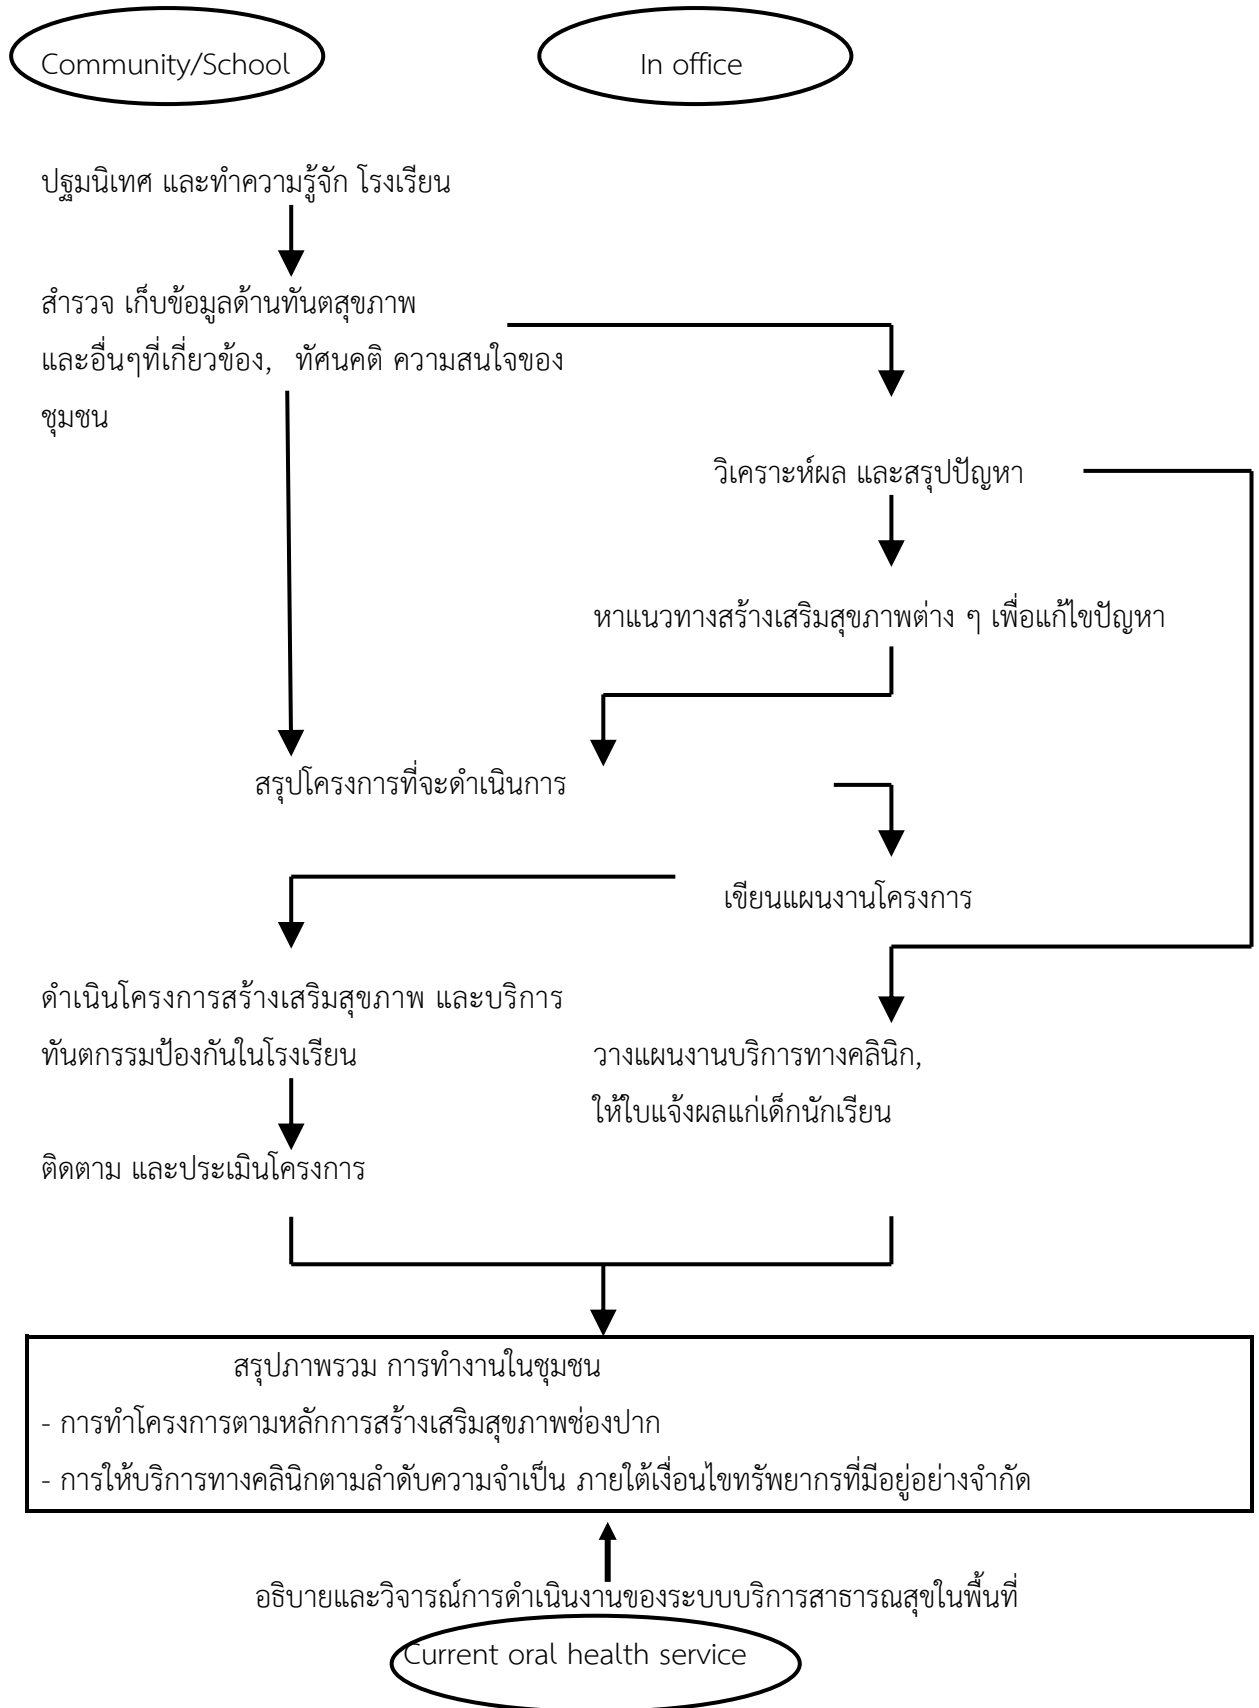 Community/School
In office
ปฐมนิเทศ และทำความรู้จัก โรงเรียน
สำรวจ เก็บข้อมูลด้านทันตสุขภาพ
และอื่นๆที่เกี่ยวข้อง, ทัศนคติ ความสนใจของ
ชุมชน
วิเคราะห์ผล และสรุปปัญหา
หาแนวทางสร้างเสริมสุขภาพต่าง ๆ เพื่อแก้ไขปัญหา
สรุปโครงการที่จะดำเนินการ
เขียนแผนงานโครงการ
ดำเนินโครงการสร้างเสริมสุขภาพ และบริการ
ทันตกรรมป้องกันในโรงเรียน
วางแผนงานบริการทางคลินิก,
ให้ใบแจ้งผลแก่เด็กนักเรียน
ติดตาม และประเมินโครงการ
สรุปภาพรวม การทำงานในชุมชน
- การทำโครงการตามหลักการสร้างเสริมสุขภาพช่องปาก
- การให้บริการทางคลินิกตามลำดับความจำเป็น ภายใต้เงื่อนไขทรัพยากรที่มีอยู่อย่างจำกัด
อธิบายและวิจารณ์การดำเนินงานของระบบบริการสาธารณสุขในพื้นที่
Current oral health service